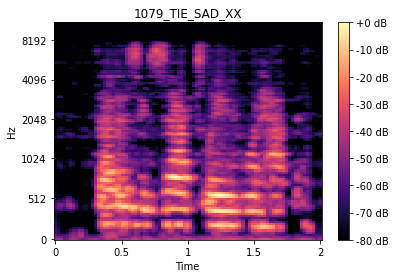 1079_TIE_SAD_XX
Hz
8192
4096
2048
1024
512
0
0
0.5
1
1.5
2
Time
+0 dB
-10 dB
-20 dB
-30 dB
-40 dB
-50 dB
-60 dB
-70 dB
-80 dB